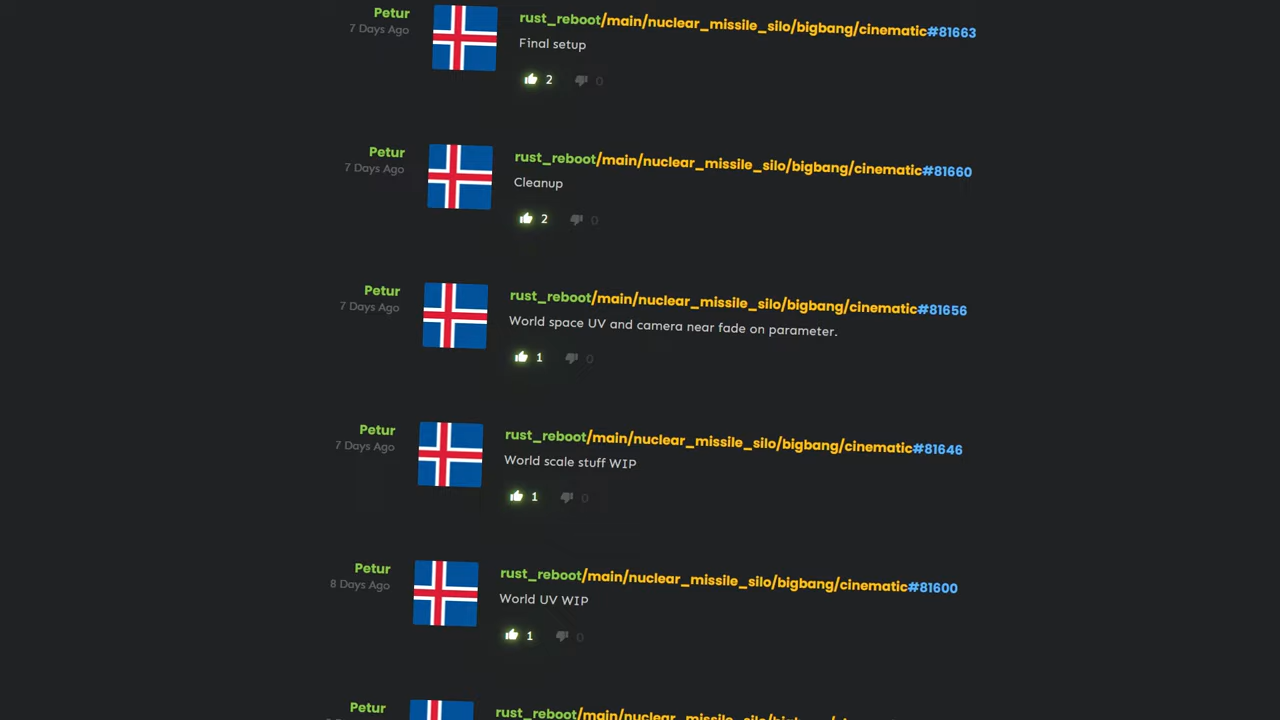 Petur
7 Days Ago
rust_reboot/main/nuclear_missile_silo/bigbang/cinematic#81663
Final setup
2 0
Petur
7 Days Ago
rust_reboot/main/nuclear_missile_silo/bigbang/cinematic#81660
Cleanup
2 0
Petur
7 Days Ago
rust_reboot/main/nuclear_missile_silo/bigbang/cinematic#81656
World space UV and camera near fade on parameter.
1 0
Petur
7 Days Ago
rust_reboot/main/nuclear_missile_silo/bigbang/cinematic#81646
World scale stuff WIP
1 0
Petur
8 Days Ago
rust_reboot/main/nuclear_missile_silo/bigbang/cinematic#81600
World UV WIP
1 0
Petur
rust_reboot/main/nuclear_missile_silo